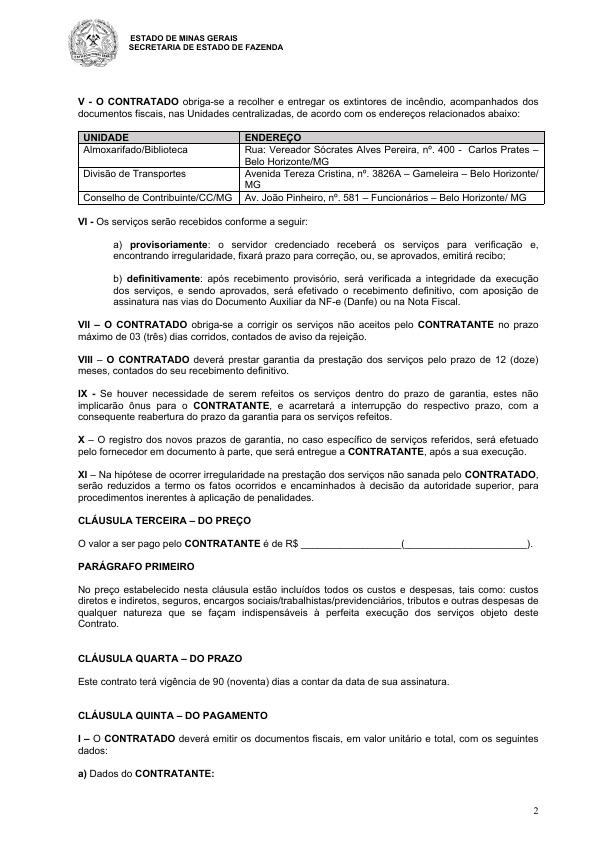 ESTADO DE MINAS GERAIS
SECRETARIA DE ESTADO DE FAZENDA
V - O CONTRATADO obriga-se a recolher e entregar os extintores de incêndio, acompanhados dos
documentos fiscais, nas Unidades centralizadas, de acordo com os endereços relacionados abaixo:
UNIDADE ENDEREÇO
Almoxarifado/Biblioteca Rua: Vereador Sócrates Alves Pereira, nº. 400 - Carlos Prates –
Belo Horizonte/MG
Divisão de Transportes Avenida Tereza Cristina, nº. 3826A – Gameleira – Belo Horizonte/
MG
Conselho de Contribuinte/CC/MG Av. João Pinheiro, nº. 581 – Funcionários – Belo Horizonte/ MG
VI - Os serviços serão recebidos conforme a seguir:
a) provisoriamente: o servidor credenciado receberá os serviços para verificação e,
encontrando irregularidade, fixará prazo para correção, ou, se aprovados, emitirá recibo;
b) definitivamente: após recebimento provisório, será verificada a integridade da execução
dos serviços, e sendo aprovados, será efetivado o recebimento definitivo, com aposição de
assinatura nas vias do Documento Auxiliar da NF-e (Danfe) ou na Nota Fiscal.
VII – O CONTRATADO obriga-se a corrigir os serviços não aceitos pelo CONTRATANTE no prazo
máximo de 03 (três) dias corridos, contados de aviso da rejeição.
VIII – O CONTRATADO deverá prestar garantia da prestação dos serviços pelo prazo de 12 (doze)
meses, contados do seu recebimento definitivo.
IX - Se houver necessidade de serem refeitos os serviços dentro do prazo de garantia, estes não
implicarão ônus para o CONTRATANTE, e acarretará a interrupção do respectivo prazo, com a
consequente reabertura do prazo da garantia para os serviços refeitos.
X – O registro dos novos prazos de garantia, no caso específico de serviços referidos, será efetuado
pelo fornecedor em documento à parte, que será entregue a CONTRATANTE, após a sua execução.
XI – Na hipótese de ocorrer irregularidade na prestação dos serviços não sanada pelo CONTRATADO,
serão reduzidos a termo os fatos ocorridos e encaminhados à decisão da autoridade superior, para
procedimentos inerentes à aplicação de penalidades.
CLÁUSULA TERCEIRA – DO PREÇO
O valor a ser pago pelo CONTRATANTE é de R$ __________________(______________________).
PARÁGRAFO PRIMEIRO
No preço estabelecido nesta cláusula estão incluídos todos os custos e despesas, tais como: custos
diretos e indiretos, seguros, encargos sociais/trabalhistas/previdenciários, tributos e outras despesas de
qualquer natureza que se façam indispensáveis à perfeita execução dos serviços objeto deste
Contrato.
CLÁUSULA QUARTA – DO PRAZO
Este contrato terá vigência de 90 (noventa) dias a contar da data de sua assinatura.
CLÁUSULA QUINTA – DO PAGAMENTO
I – O CONTRATADO deverá emitir os documentos fiscais, em valor unitário e total, com os seguintes
dados:
a) Dados do CONTRATANTE:
2